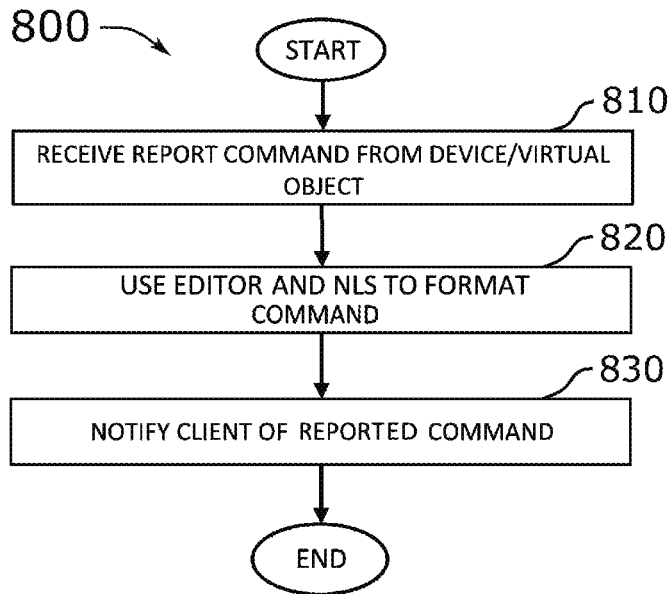 800
START
810
RECEIVE REPORT COMMAND FROM DEVICE/VIRTUAL
OBJECT
820
USE EDITOR AND NLS TO FORMAT
COMMAND
830
NOTIFY CLIENT OF REPORTED COMMAND
END